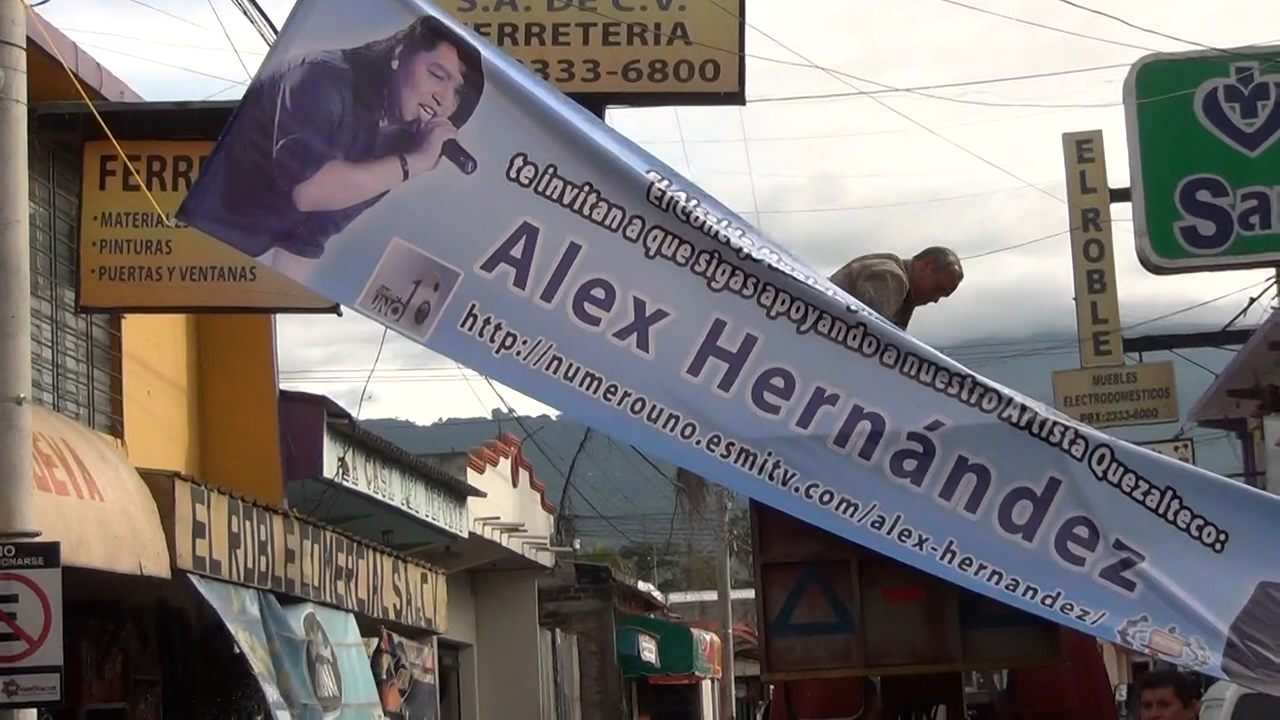 S.A. DE C.V.
FERRETERIA
2333-6800
FERR
• MATERIALES
• PINTURAS
• PUERTAS Y VENTANAS
te invitan a que sigas apoyando a nuestro Artista Quezalteco:
Alex Hernández
http://numerouno.esmitv.com/alex-hernandez/
EL ROBLE
MUEBLES
ELECTRODOMESTICOS
PBX:2333-6800
Sa
EL ROBLE COMERCIAL S.A. C.V.
LA CASA DEL
NO